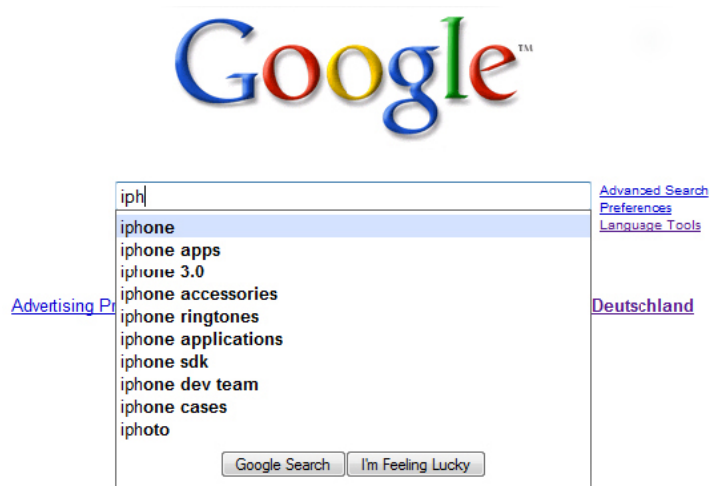 Google™
iph
Advanced Search
Preferences
Language Tools
iphone
iphone apps
iphone 3.0
iphone accessories
iphone ringtones
iphone applications
iphone sdk
iphone dev team
iphone cases
iphoto
Advertising Pr
Deutschland
Google Search
I'm Feeling Lucky